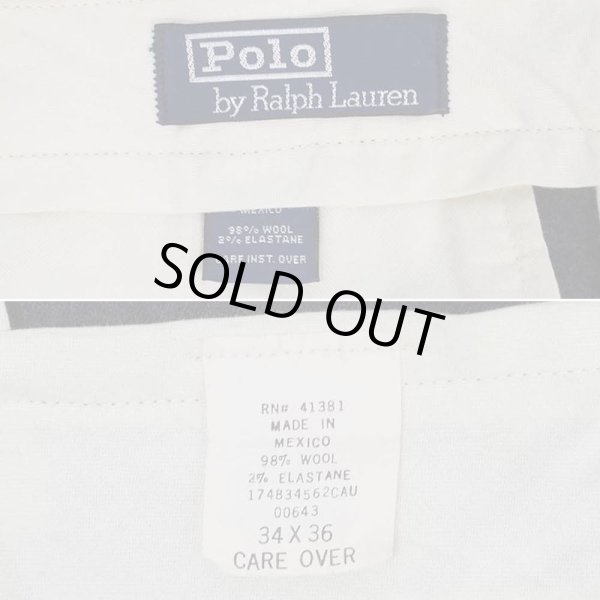 Polo
by Ralph Lauren
MEXICO
98% WOOL
2% ELASTANE
CARE INST. OVER
SOLD OUT
RN# 41381
MADE IN
MEXICO
98% WOOL
2% ELASTANE
174834562CAU
00643
34 X 36
CARE OVER